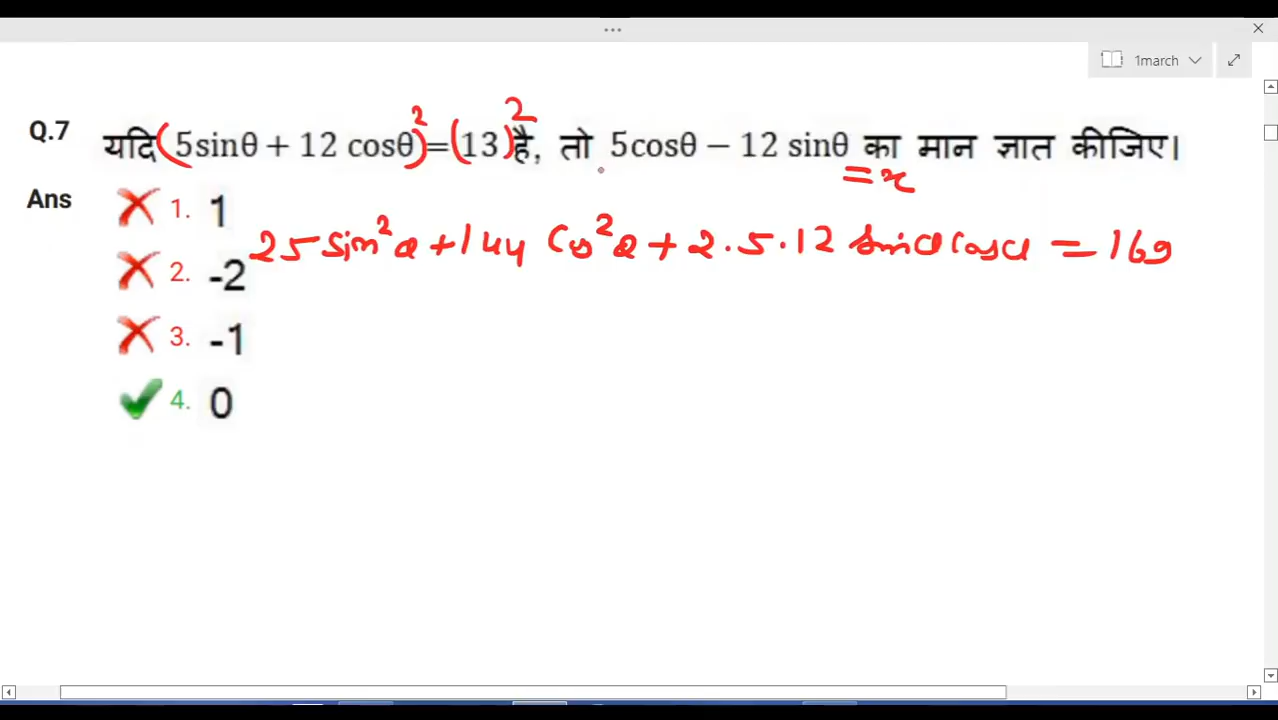 1march
Q.7 यदि (5sinθ + 12 cosθ)² = (13)² है, तो 5cosθ − 12 sinθ का मान ज्ञात कीजिए।
= x
Ans 1. 1
25 sin²θ + 144 cos²θ + 2.5.12 sinθ cosθ = 169
2. -2
3. -1
4. 0